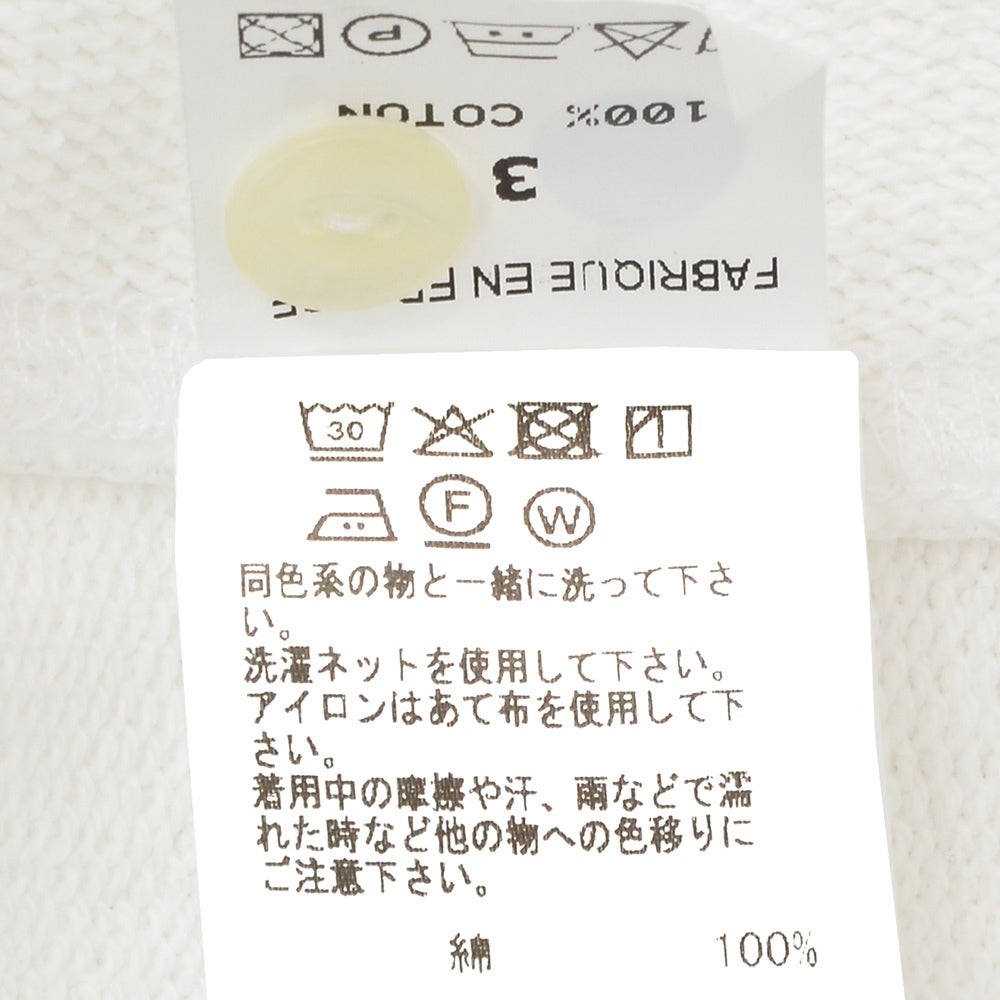 100% COTON
3
FABRIQUE EN
30
F
W
同色系の物と一緒に洗って下さ
い。
洗濯ネットを使用して下さい。
アイロンはあて布を使用して下
さい。
着用中の摩擦や汗、雨などで濡
れた時など他の物への色移りに
ご注意下さい。
綿 100%